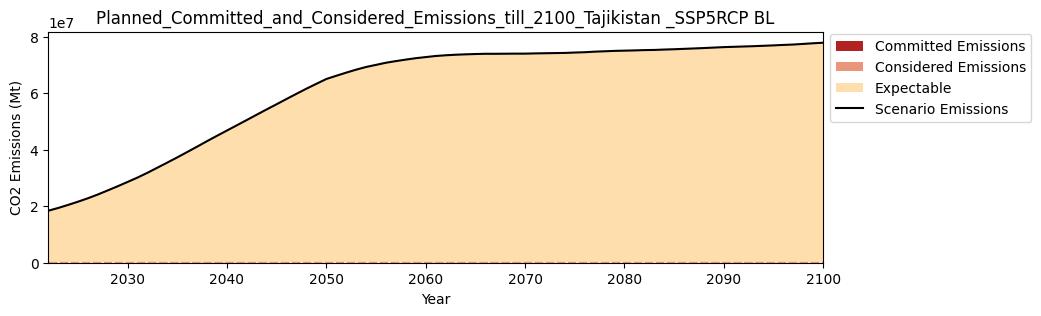 Planned_Committed_and_Considered_Emissions_till_2100_Tajikistan _SSP5RCP BL
1e7
8
6
4
2
0
CO2 Emissions (Mt)
2030 2040 2050 2060 2070 2080 2090 2100
Year
Committed Emissions
Considered Emissions
Expectable
Scenario Emissions